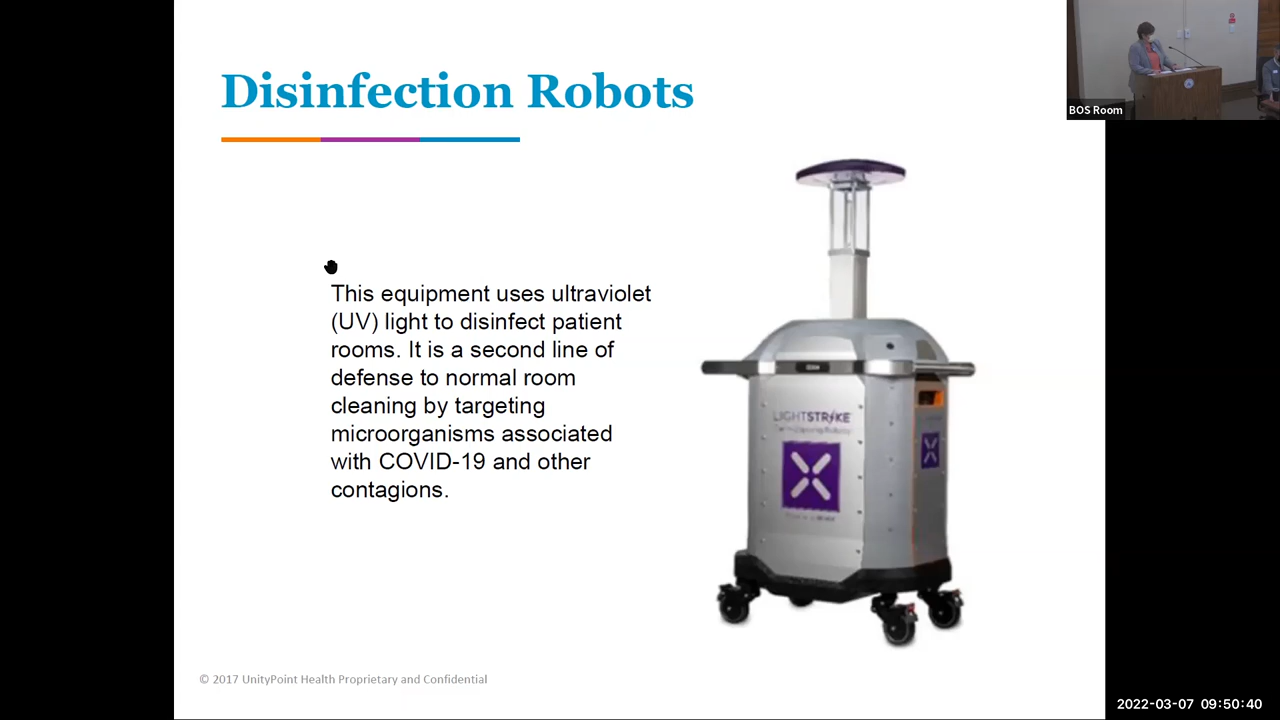 Disinfection Robots
BOS Room
This equipment uses ultraviolet
(UV) light to disinfect patient
rooms. It is a second line of
defense to normal room
cleaning by targeting
microorganisms associated
with COVID-19 and other
contagions.
LIGHTSTRIKE
© 2017 UnityPoint Health Proprietary and Confidential
2022-03-07 09:50:40